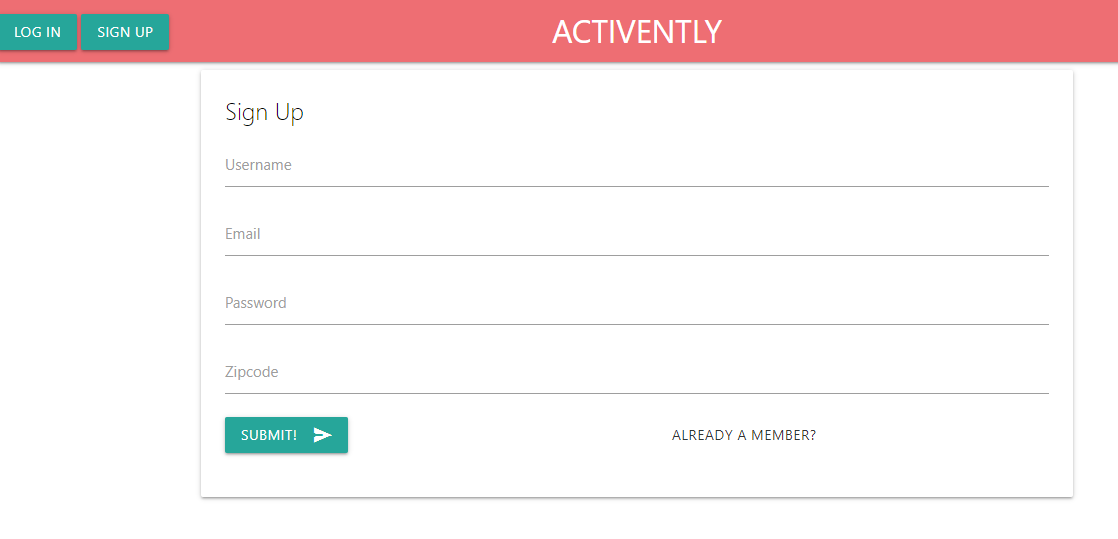 LOG IN SIGN UP ACTIVENTLY
Sign Up
Username
Email
Password
Zipcode
SUBMIT! ALREADY A MEMBER?